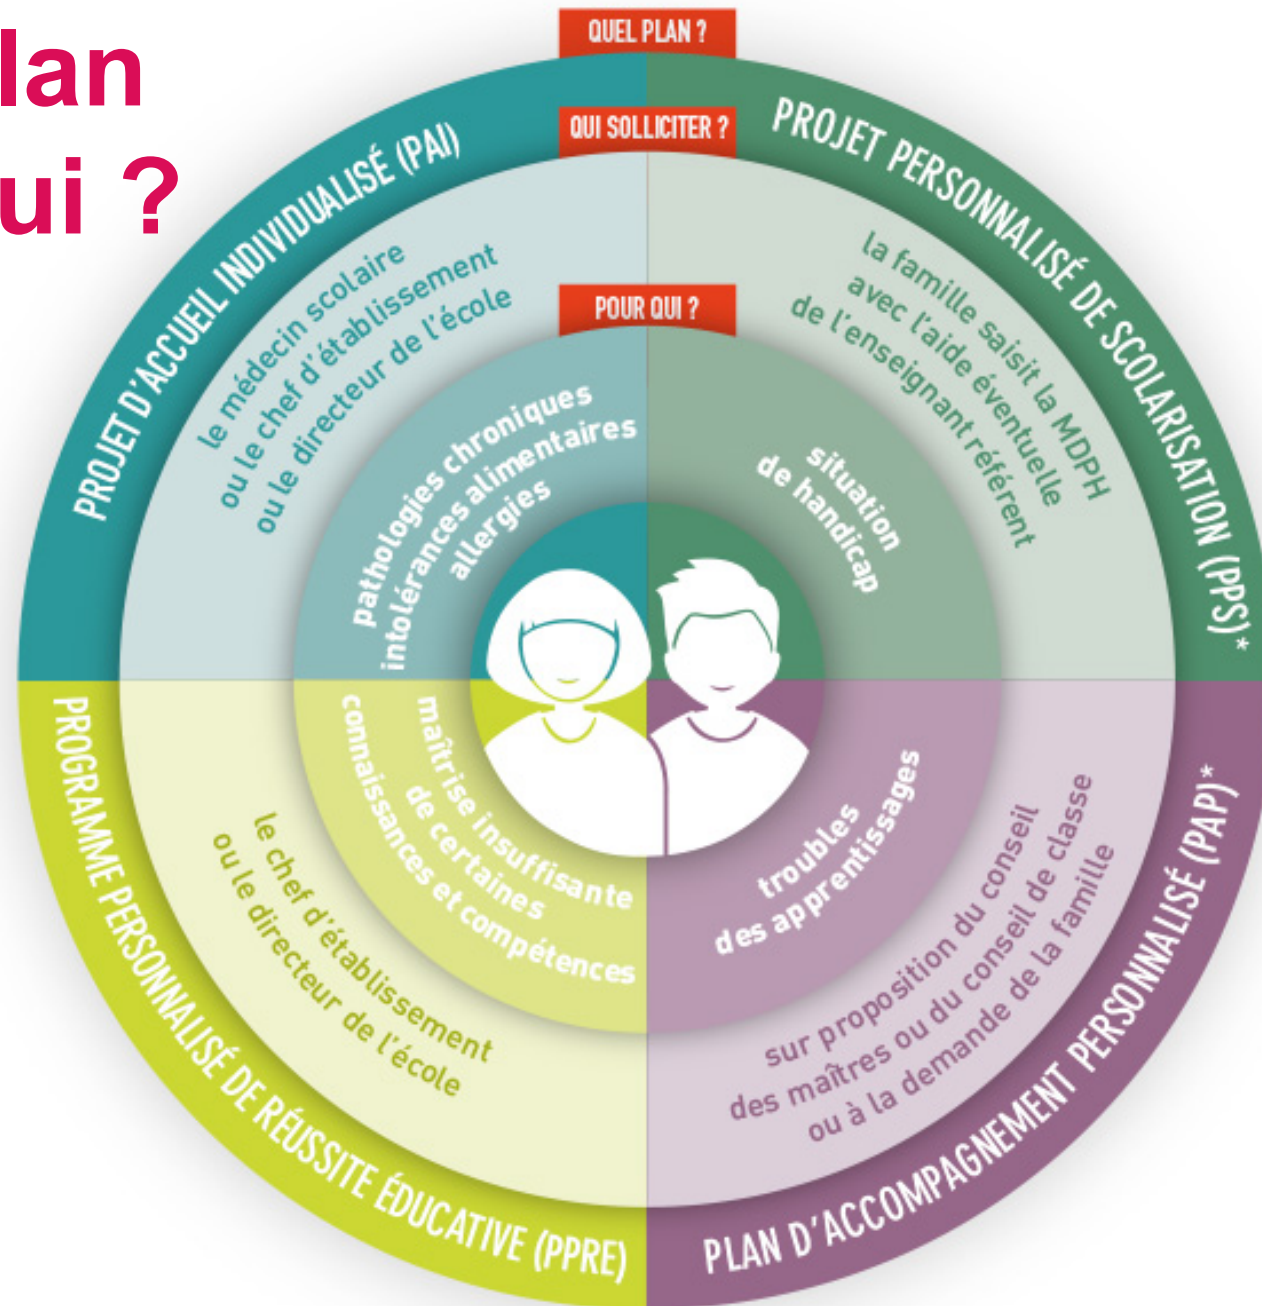 lan
ui ?
QUEL PLAN ?
QUI SOLLICITER ?
POUR QUI ?
PROJET D'ACCUEIL INDIVIDUALISÉ (PAI)
le médecin scolaire
ou le chef d'établissement
ou le directeur de l'école
pathologies chroniques
intolérances alimentaires
allergies
PROJET PERSONNALISÉ DE SCOLARISATION (PPS)*
la famille saisit la MDPH
avec l'aide éventuelle
de l'enseignant référent
situation
de handicap
PROGRAMME PERSONNALISÉ DE RÉUSSITE ÉDUCATIVE (PPRE)
le chef d'établissement
ou le directeur de l'école
maîtrise insuffisante
de certaines
connaissances et compétences
PLAN D'ACCOMPAGNEMENT PERSONNALISÉ (PAP)*
sur proposition du conseil
des maîtres ou du conseil de classe
ou à la demande de la famille
troubles
des apprentissages